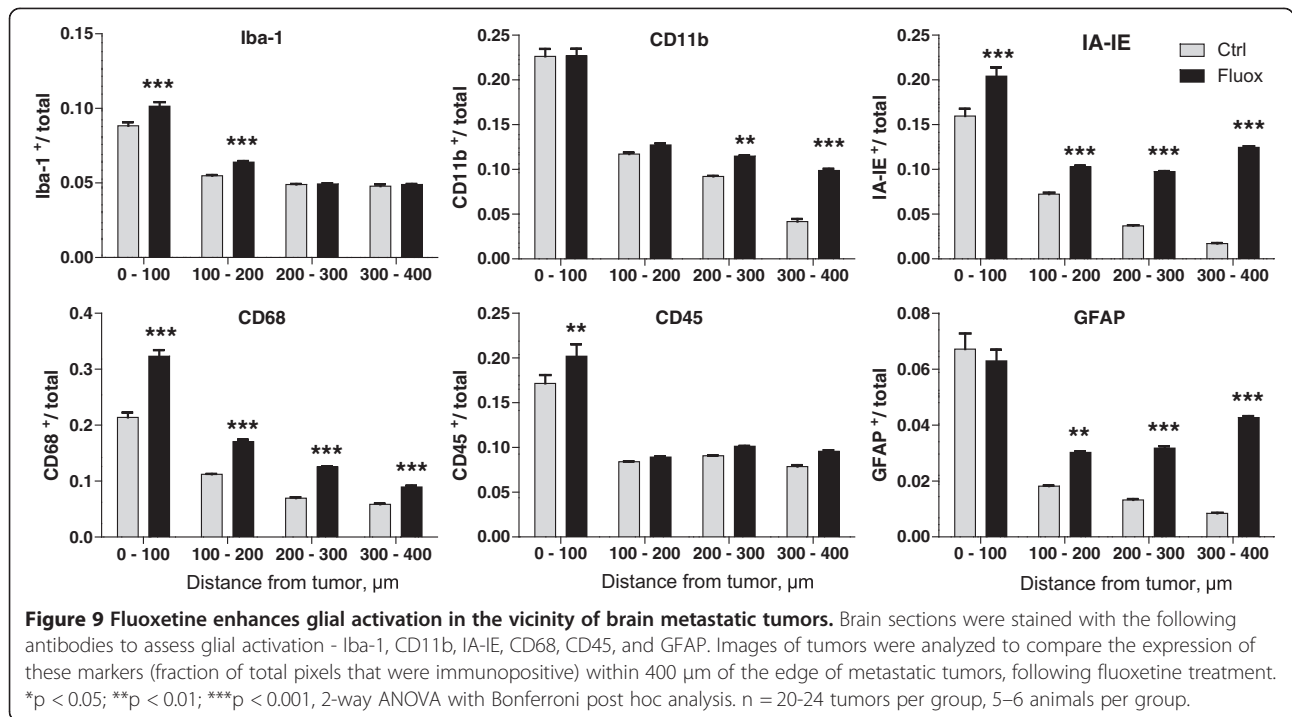 Iba-1
0.15
0.10
0.05
0.00
Iba-1 +/ total
***
***
0 - 100 100 - 200 200 - 300 300 - 400
CD11b
0.25
0.20
0.15
0.10
0.05
0.00
CD11b +/ total
**
***
0 - 100 100 - 200 200 - 300 300 - 400
IA-IE
Ctrl
Fluox
0.25
0.20
0.15
0.10
0.05
0.00
IA-IE +/ total
***
***
***
***
0 - 100 100 - 200 200 - 300 300 - 400
CD68
0.4
0.3
0.2
0.1
0.0
CD68 +/ total
***
***
***
***
0 - 100 100 - 200 200 - 300 300 - 400
Distance from tumor, µm
CD45
0.25
0.20
0.15
0.10
0.05
0.00
CD45 +/ total
**
0 - 100 100 - 200 200 - 300 300 - 400
Distance from tumor, µm
GFAP
0.08
0.06
0.04
0.02
0.00
GFAP +/ total
**
***
***
0 - 100 100 - 200 200 - 300 300 - 400
Distance from tumor, µm
Figure 9 Fluoxetine enhances glial activation in the vicinity of brain metastatic tumors. Brain sections were stained with the following
antibodies to assess glial activation - Iba-1, CD11b, IA-IE, CD68, CD45, and GFAP. Images of tumors were analyzed to compare the expression of
these markers (fraction of total pixels that were immunopositive) within 400 µm of the edge of metastatic tumors, following fluoxetine treatment.
*p < 0.05; **p < 0.01; ***p < 0.001, 2-way ANOVA with Bonferroni post hoc analysis. n = 20-24 tumors per group, 5–6 animals per group.